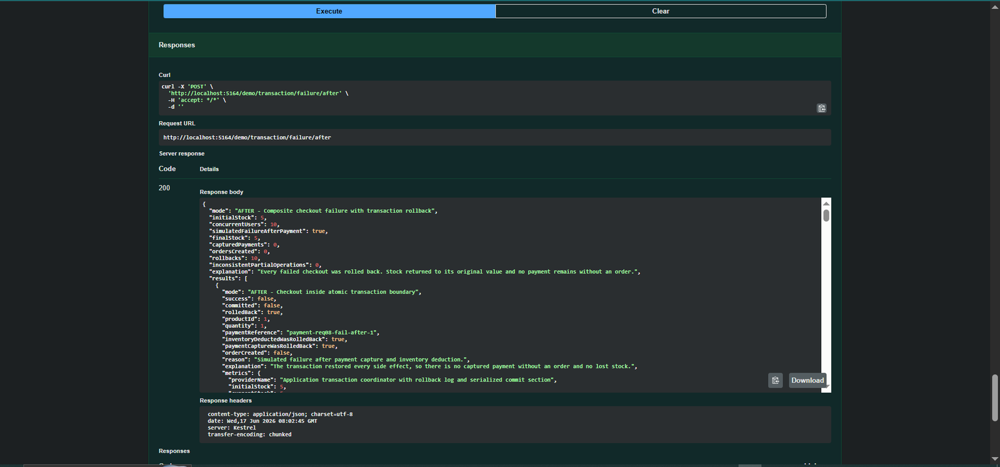 Execute
Clear
Responses
Curl
curl -X 'POST' \
  'http://localhost:5164/demo/transaction/failure/after' \
  -H 'accept: */*' \
  -d ''
Request URL
http://localhost:5164/demo/transaction/failure/after
Server response
Code Details
200
Response body
{
  "mode": "AFTER - Composite checkout failure with transaction rollback",
  "initialStock": 5,
  "concurrentUsers": 10,
  "simulatedFailureAfterPayment": true,
  "finalStock": 5,
  "capturedPayments": 0,
  "ordersCreated": 0,
  "rollbacks": 10,
  "inconsistentPartialOperations": 0,
  "explanation": "Every failed checkout was rolled back. Stock returned to its original value and no payment remains without an order.",
  "results": [
    {
      "mode": "AFTER - Checkout inside atomic transaction boundary",
      "success": false,
      "committed": false,
      "rolledBack": true,
      "productId": 1,
      "quantity": 1,
      "paymentReference": "payment-req08-fail-after-1",
      "inventoryDeductedWasRolledBack": true,
      "paymentCaptureWasRolledBack": true,
      "orderCreated": false,
      "reason": "Simulated failure after payment capture and inventory deduction.",
      "explanation": "The transaction restored every side effect, so there is no captured payment without an order and no lost stock.",
      "metrics": {
        "providerName": "Application transaction coordinator with rollback log and serialized commit section",
        "initialStock": 5,
Download
Response headers
content-type: application/json; charset=utf-8
date: Wed,17 Jun 2026 08:02:45 GMT
server: Kestrel
transfer-encoding: chunked
Responses